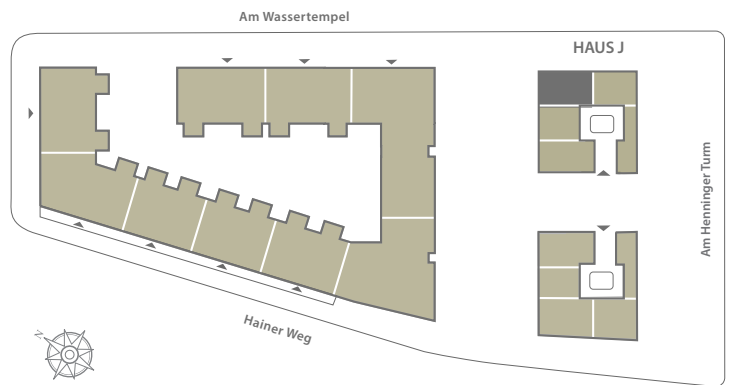 Am Wassertempel
HAUS J
Am Henninger Turm
Hainer Weg
N